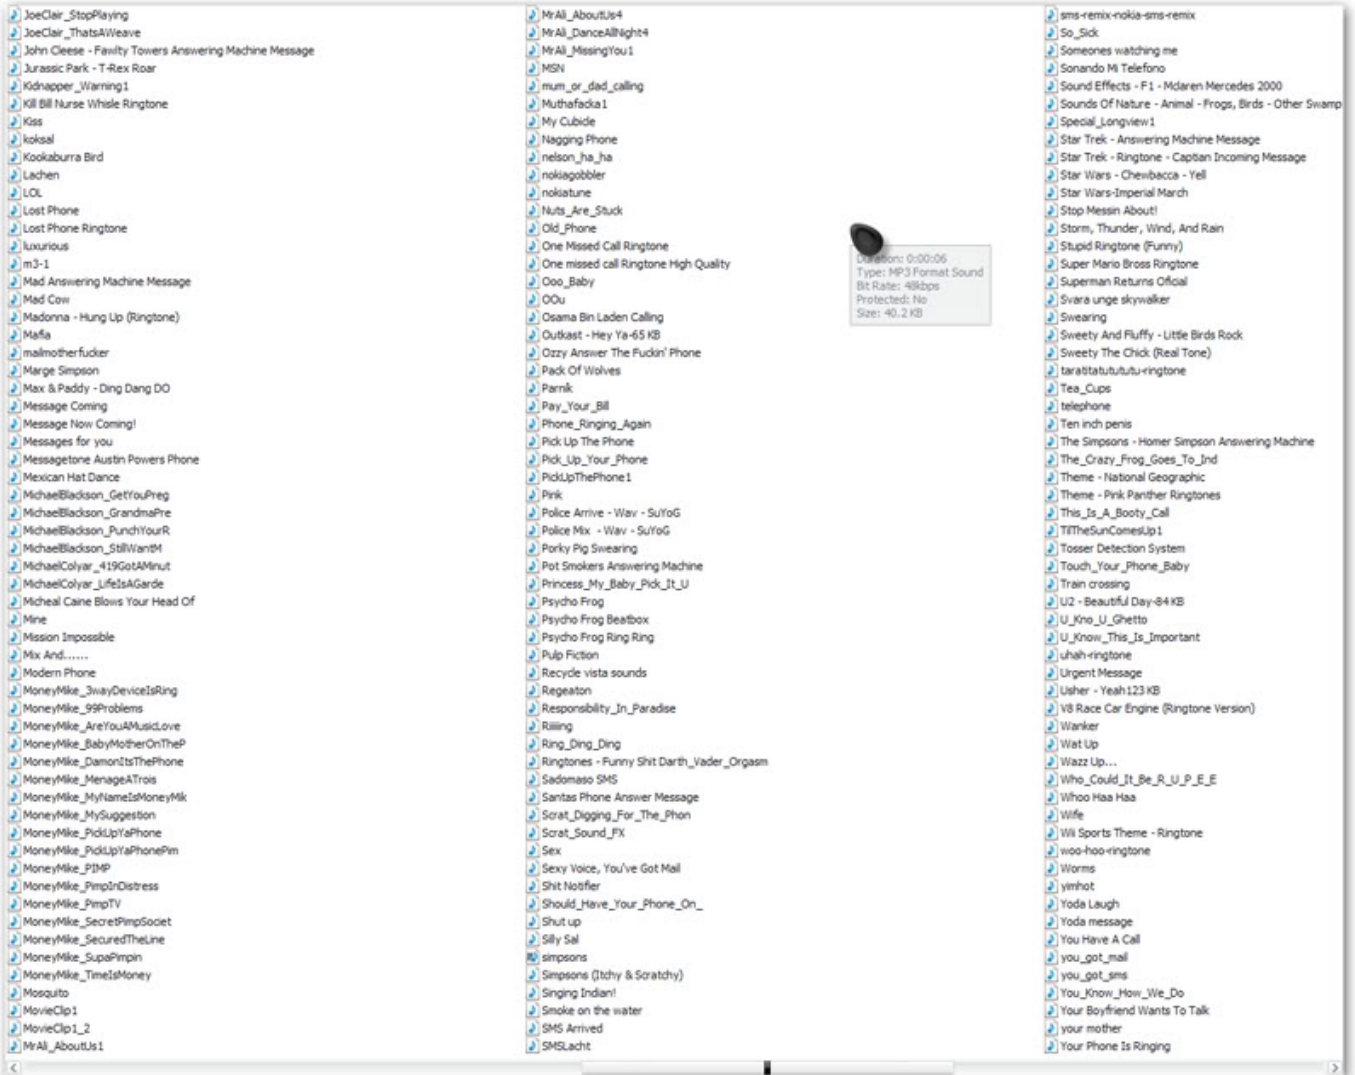 JoeClair_StopPlaying
JoeClair_ThatsAWeave
John Cleese - Fawlty Towers Answering Machine Message
Jurassic Park - T-Rex Roar
Kidnapper_Warning1
Kill Bill Nurse Whisle Ringtone
Kiss
koksal
Kookaburra Bird
Lachen
LOL
Lost Phone
Lost Phone Ringtone
luxurious
m3-1
Mad Answering Machine Message
Mad Cow
Madonna - Hung Up (Ringtone)
Mafia
mailmotherfucker
Marge Simpson
Max & Paddy - Ding Dang DO
Message Coming
Message Now Coming!
Messages for you
Messagetone Austin Powers Phone
Mexican Hat Dance
MichaelBlackson_GetYouPreg
MichaelBlackson_GrandmaPre
MichaelBlackson_PunchYourR
MichaelBlackson_StillWantM
MichaelColyar_419GotAMinut
MichaelColyar_LifeIsAGarde
Micheal Caine Blows Your Head Of
Mine
Mission Impossible
Mix And......
Modern Phone
MoneyMike_3wayDeviceIsRing
MoneyMike_99Problems
MoneyMike_AreYouAMusicLove
MoneyMike_BabyMotherOnTheP
MoneyMike_DamonItsThePhone
MoneyMike_MenageATrois
MoneyMike_MyNameIsMoneyMik
MoneyMike_MySuggestion
MoneyMike_PickUpYaPhone
MoneyMike_PickUpYaPhonePim
MoneyMike_PIMP
MoneyMike_PimpInDistress
MoneyMike_PimpTV
MoneyMike_SecretPimpSociet
MoneyMike_SecuredTheLine
MoneyMike_SupaPimpin
MoneyMike_TimeIsMoney
Mosquito
MovieClip1
MovieClip1_2
MrAli_AboutUs1
MrAli_AboutUs4
MrAli_DanceAllNight4
MrAli_MissingYou1
MSN
mum_or_dad_calling
Muthafacka1
My Cubicle
Nagging Phone
nelson_ha_ha
nokiagobbler
nokiatune
Nuts_Are_Stuck
Old_Phone
One Missed Call Ringtone
One missed call Ringtone High Quality
Ooo_Baby
OOu
Osama Bin Laden Calling
Outkast - Hey Ya-65 KB
Ozzy Answer The Fuckin' Phone
Pack Of Wolves
Parnik
Pay_Your_Bill
Phone_Ringing_Again
Pick Up The Phone
Pick_Up_Your_Phone
PickUpThePhone1
Pink
Police Arrive - Wav - SuYoG
Police Mix  - Wav - SuYoG
Porky Pig Swearing
Pot Smokers Answering Machine
Princess_My_Baby_Pick_It_U
Psycho Frog
Psycho Frog Beatbox
Psycho Frog Ring Ring
Pulp Fiction
Recycle vista sounds
Regeaton
Responsibility_In_Paradise
Riiiing
Ring_Ding_Ding
Ringtones - Funny Shit Darth_Vader_Orgasm
Sadomaso SMS
Santas Phone Answer Message
Scrat_Digging_For_The_Phon
Scrat_Sound_FX
Sex
Sexy Voice, You've Got Mail
Shit Notifier
Should_Have_Your_Phone_On_
Shut up
Silly Sal
simpsons
Simpsons (Itchy & Scratchy)
Singing Indian!
Smoke on the water
SMS Arrived
SMSLacht
Duration: 0:00:06
Type: MP3 Format Sound
Bit Rate: 48kbps
Protected: No
Size: 40.2 KB
sms-remix-nokia-sms-remix
So_Sick
Someones watching me
Sonando Mi Telefono
Sound Effects - F1 - Mclaren Mercedes 2000
Sounds Of Nature - Animal - Frogs, Birds - Other Swamp
Special_Longview1
Star Trek - Answering Machine Message
Star Trek - Ringtone - Captian Incoming Message
Star Wars - Chewbacca - Yell
Star Wars-Imperial March
Stop Messin About!
Storm, Thunder, Wind, And Rain
Stupid Ringtone (Funny)
Super Mario Bross Ringtone
Superman Returns Oficial
Svara unge skywalker
Swearing
Sweety And Fluffy - Little Birds Rock
Sweety The Chick (Real Tone)
taratitatutututu-ringtone
Tea_Cups
telephone
Ten inch penis
The Simpsons - Homer Simpson Answering Machine
The_Crazy_Frog_Goes_To_Ind
Theme - National Geographic
Theme - Pink Panther Ringtones
This_Is_A_Booty_Call
TilTheSunComesUp1
Tosser Detection System
Touch_Your_Phone_Baby
Train crossing
U2 - Beautiful Day-84 KB
U_Kno_U_Ghetto
U_Know_This_Is_Important
uhah-ringtone
Urgent Message
Usher - Yeah 123 KB
V8 Race Car Engine (Ringtone Version)
Wanker
Wat Up
Wazz Up...
Who_Could_It_Be_R_U_P_E_E
Whoo Haa Haa
Wife
Wii Sports Theme - Ringtone
woo-hoo-ringtone
Worms
yimhot
Yoda Laugh
Yoda message
You Have A Call
you_got_mail
you_got_sms
You_Know_How_We_Do
Your Boyfriend Wants To Talk
your mother
Your Phone Is Ringing